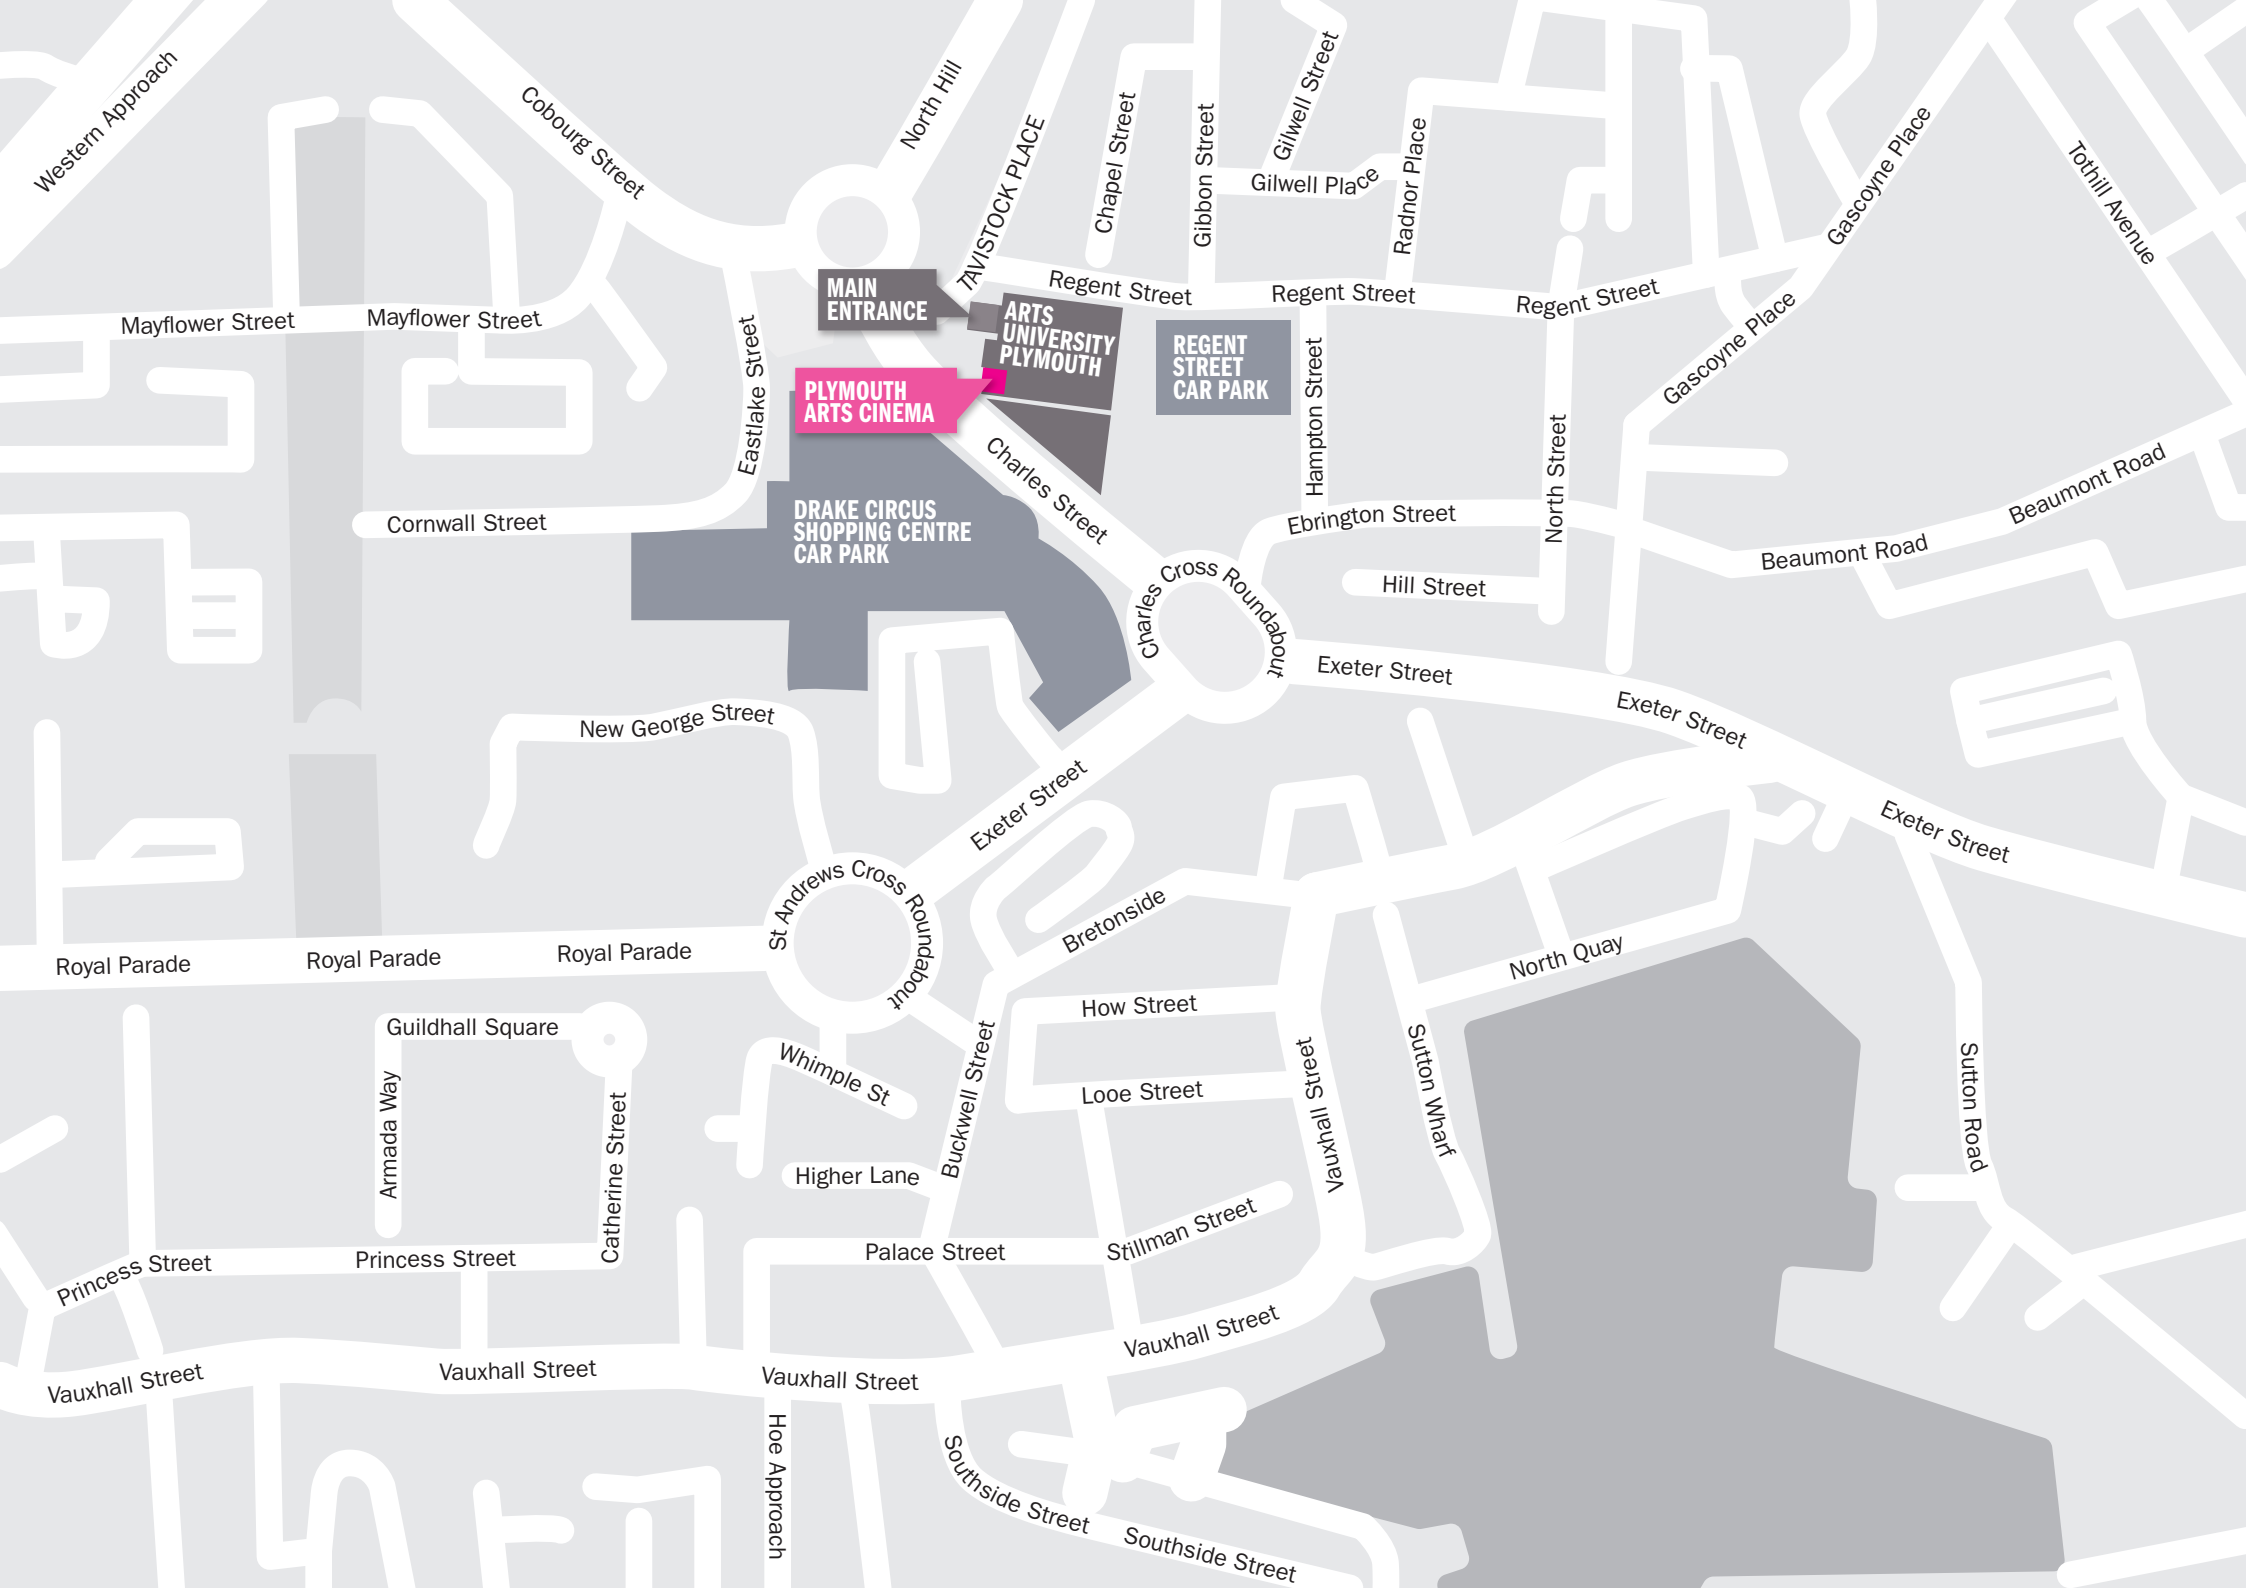 Western Approach
Cobourg Street
North Hill
TAVISTOCK PLACE
Chapel Street
Gibbon Street
Gilwell Street
Gilwell Place
Radnor Place
Gascoyne Place
Tothill Avenue
Mayflower Street
Mayflower Street
Eastlake Street
MAIN
ENTRANCE
Regent Street
Regent Street
Regent Street
ARTS
UNIVERSITY
PLYMOUTH
REGENT
STREET
CAR PARK
Hampton Street
Gascoyne Place
PLYMOUTH
ARTS CINEMA
Charles Street
North Street
Cornwall Street
DRAKE CIRCUS
SHOPPING CENTRE
CAR PARK
Ebrington Street
Beaumont Road
Beaumont Road
Hill Street
Charles Cross Roundabout
Exeter Street
Exeter Street
New George Street
Exeter Street
Exeter Street
St Andrews Cross Roundabout
Bretonside
Royal Parade
Royal Parade
Royal Parade
North Quay
How Street
Guildhall Square
Armada Way
Catherine Street
Whimple St
Buckwell Street
Looe Street
Vauxhall Street
Sutton Wharf
Sutton Road
Higher Lane
Princess Street
Princess Street
Palace Street
Stillman Street
Vauxhall Street
Vauxhall Street
Vauxhall Street
Vauxhall Street
Hoe Approach
Southside Street
Southside Street